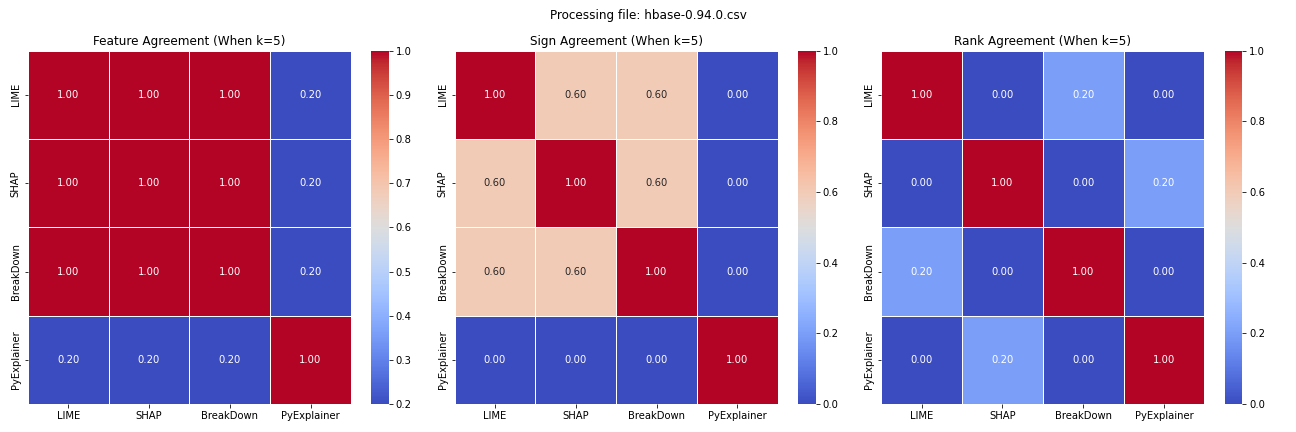 Processing file: hbase-0.94.0.csv
Feature Agreement (When k=5)
LIME 1.00 1.00 1.00 0.20
SHAP 1.00 1.00 1.00 0.20
BreakDown 1.00 1.00 1.00 0.20
PyExplainer 0.20 0.20 0.20 1.00
LIME SHAP BreakDown PyExplainer
1.0
0.9
0.8
0.7
0.6
0.5
0.4
0.3
0.2
Sign Agreement (When k=5)
LIME 1.00 0.60 0.60 0.00
SHAP 0.60 1.00 0.60 0.00
BreakDown 0.60 0.60 1.00 0.00
PyExplainer 0.00 0.00 0.00 1.00
LIME SHAP BreakDown PyExplainer
1.0
0.8
0.6
0.4
0.2
0.0
Rank Agreement (When k=5)
LIME 1.00 0.00 0.20 0.00
SHAP 0.00 1.00 0.00 0.20
BreakDown 0.20 0.00 1.00 0.00
PyExplainer 0.00 0.20 0.00 1.00
LIME SHAP BreakDown PyExplainer
1.0
0.8
0.6
0.4
0.2
0.0